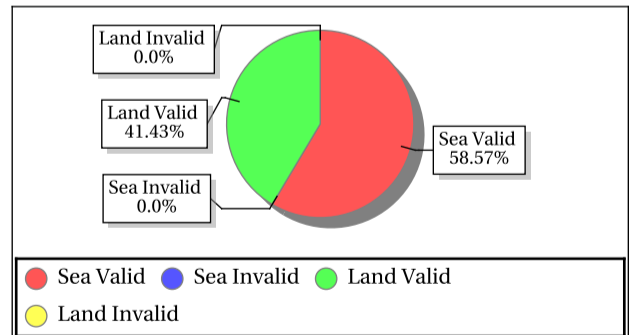 Land Invalid
0.0%
Land Valid
41.43%
Sea Valid
58.57%
Sea Invalid
0.0%
Sea Valid Sea Invalid Land Valid
Land Invalid